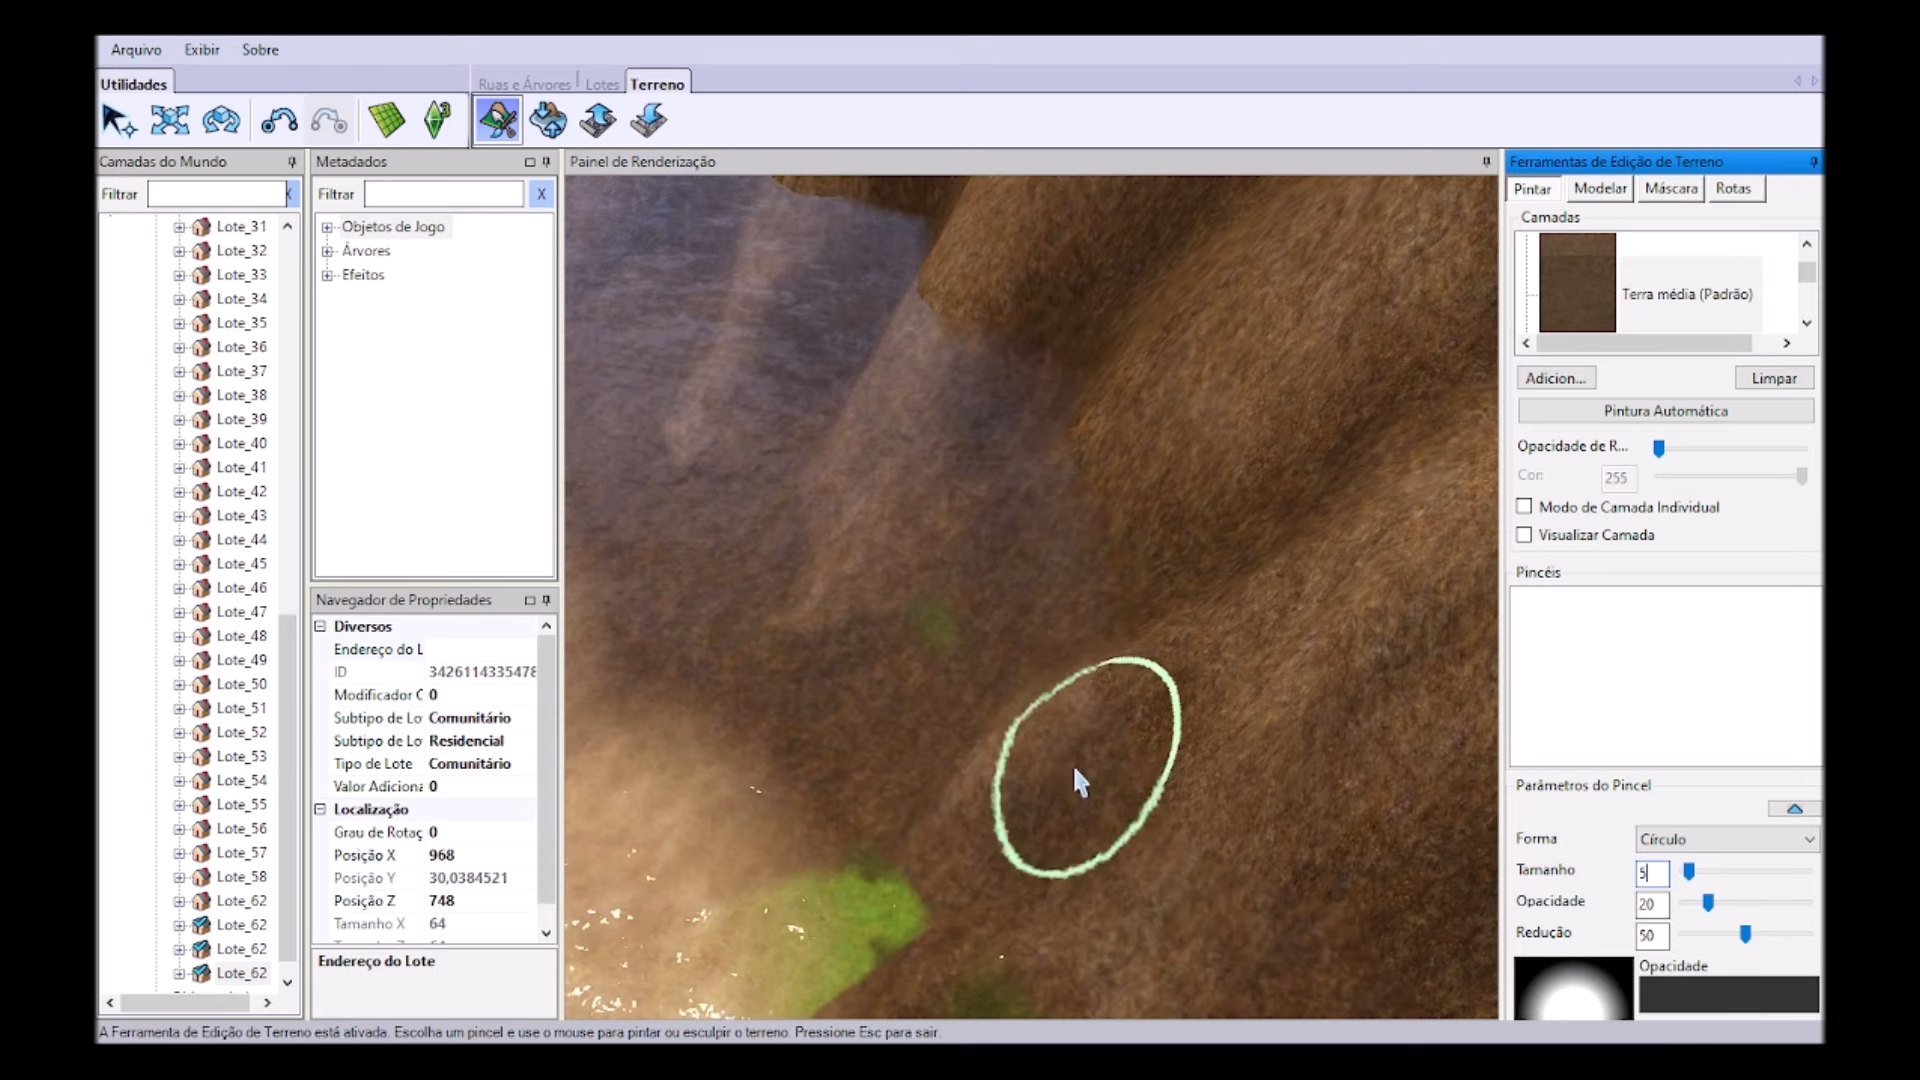 Arquivo Exibir Sobre
Utilidades Ruas e Árvores Lotes Terreno
Camadas do Mundo
Filtrar
Lote_31
Lote_32
Lote_33
Lote_34
Lote_35
Lote_36
Lote_37
Lote_38
Lote_39
Lote_40
Lote_41
Lote_42
Lote_43
Lote_44
Lote_45
Lote_46
Lote_47
Lote_48
Lote_49
Lote_50
Lote_51
Lote_52
Lote_53
Lote_54
Lote_55
Lote_56
Lote_57
Lote_58
Lote_62
Lote_62
Lote_62
Lote_62
Metadados
Filtrar X
Objetos de Jogo
Árvores
Efeitos
Navegador de Propriedades
Diversos
Endereço do L
ID 3426114335478
Modificador C 0
Subtipo de Lo Comunitário
Subtipo de Lo Residencial
Tipo de Lote Comunitário
Valor Adiciona 0
Localização
Grau de Rotaç 0
Posição X 968
Posição Y 30,0384521
Posição Z 748
Tamanho X 64
Endereço do Lote
Painel de Renderização
Ferramentas de Edição de Terreno
Pintar Modelar Máscara Rotas
Camadas
Terra média (Padrão)
Adicion... Limpar
Pintura Automática
Opacidade de R...
Cor: 255
Modo de Camada Individual
Visualizar Camada
Pincéis
Parâmetros do Pincel
Forma Círculo
Tamanho 5
Opacidade 20
Redução 50
Opacidade
A Ferramenta de Edição de Terreno está ativada. Escolha um pincel e use o mouse para pintar ou esculpir o terreno. Pressione Esc para sair.